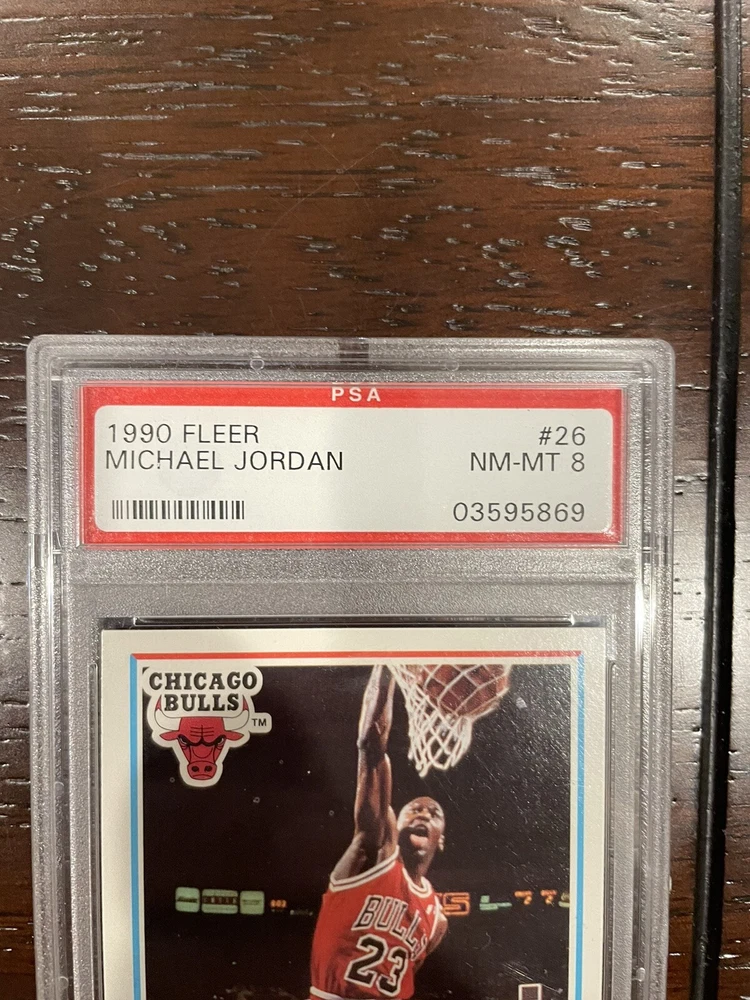 PSA
1990 FLEER #26
MICHAEL JORDAN NM-MT 8
03595869
CHICAGO
BULLS
TM
BULLS
23